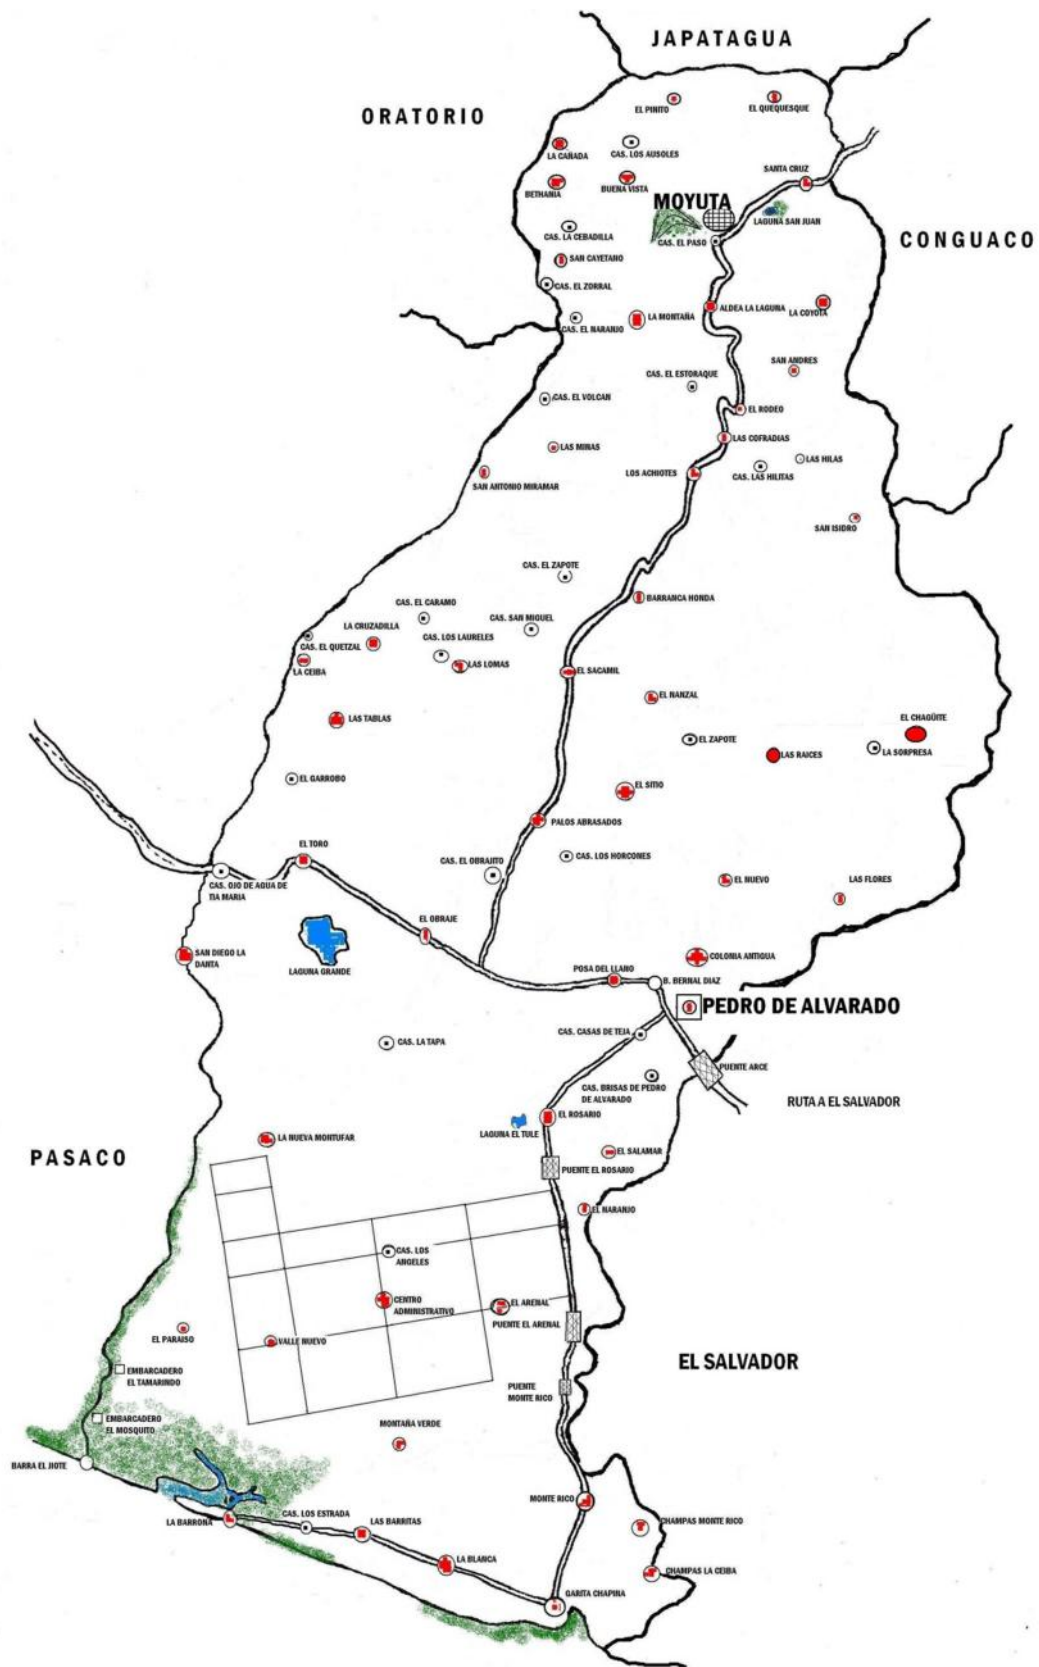 JAPATAGUA
ORATORIO
EL PINITO
EL QUEQUESQUE
LA CAÑADA
CAS. LOS AUSOLES
SANTA CRUZ
BETHANIA
BUENA VISTA
MOYUTA
LAGUNA SAN JUAN
CAS. LA CEBADILLA
CAS. EL PASO
CONGUACO
SAN CAYETANO
CAS. EL ZORRAL
ALDEA LA LAGUNA
LA COYOTA
LA MONTAÑA
CAS. EL NARANJO
SAN ANDRES
CAS. EL ESTORAQUE
CAS. EL VOLCAN
EL RODEO
LAS COFRADIAS
LAS MINAS
LAS HILAS
LOS ACHIOTES
CAS. LAS HILITAS
SAN ANTONIO MIRAMAR
SAN ISIDRO
CAS. EL ZAPOTE
BARRANCA HONDA
CAS. EL CARAMO
CAS. SAN MIGUEL
LA CRUZADILLA
CAS. LOS LAURELES
CAS. EL QUETZAL
LAS LOMAS
LA CEIBA
EL SACAMIL
EL NANZAL
LAS TABLAS
EL CHAGÜITE
EL ZAPOTE
LA SORPRESA
LAS RAICES
EL GARROBO
EL SITIO
PALOS ABRASADOS
EL TORO
CAS. EL OBRAJITO
CAS. LOS HORCONES
CAS. OJO DE AGUA DE
TIA MARIA
EL NUEVO
LAS FLORES
EL OBRAJE
SAN DIEGO LA
DANTA
COLONIA ANTIGUA
LAGUNA GRANDE
POSA DEL LLANO
B. BERNAL DIAZ
PEDRO DE ALVARADO
CAS. CASAS DE TEJA
CAS. LA TAPA
PUENTE ARCE
CAS. BRISAS DE PEDRO
DE ALVARADO
RUTA A EL SALVADOR
EL ROSARIO
LAGUNA EL TULE
LA NUEVA MONTUFAR
EL SALAMAR
PASACO
PUENTE EL ROSARIO
EL NARANJO
CAS. LOS
ANGELES
CENTRO
ADMINISTRATIVO
EL ARENAL
PUENTE EL ARENAL
EL PARAISO
VALLE NUEVO
EL SALVADOR
EMBARCADERO
EL TAMARINDO
PUENTE
MONTE RICO
EMBARCADERO
EL MOSQUITO
MONTAÑA VERDE
BARRA EL JIOTE
MONTE RICO
CAS. LOS ESTRADA
LA BARRONA
LAS BARRITAS
CHAMPAS MONTE RICO
LA BLANCA
CHAMPAS LA CEIBA
GARITA CHAPINA